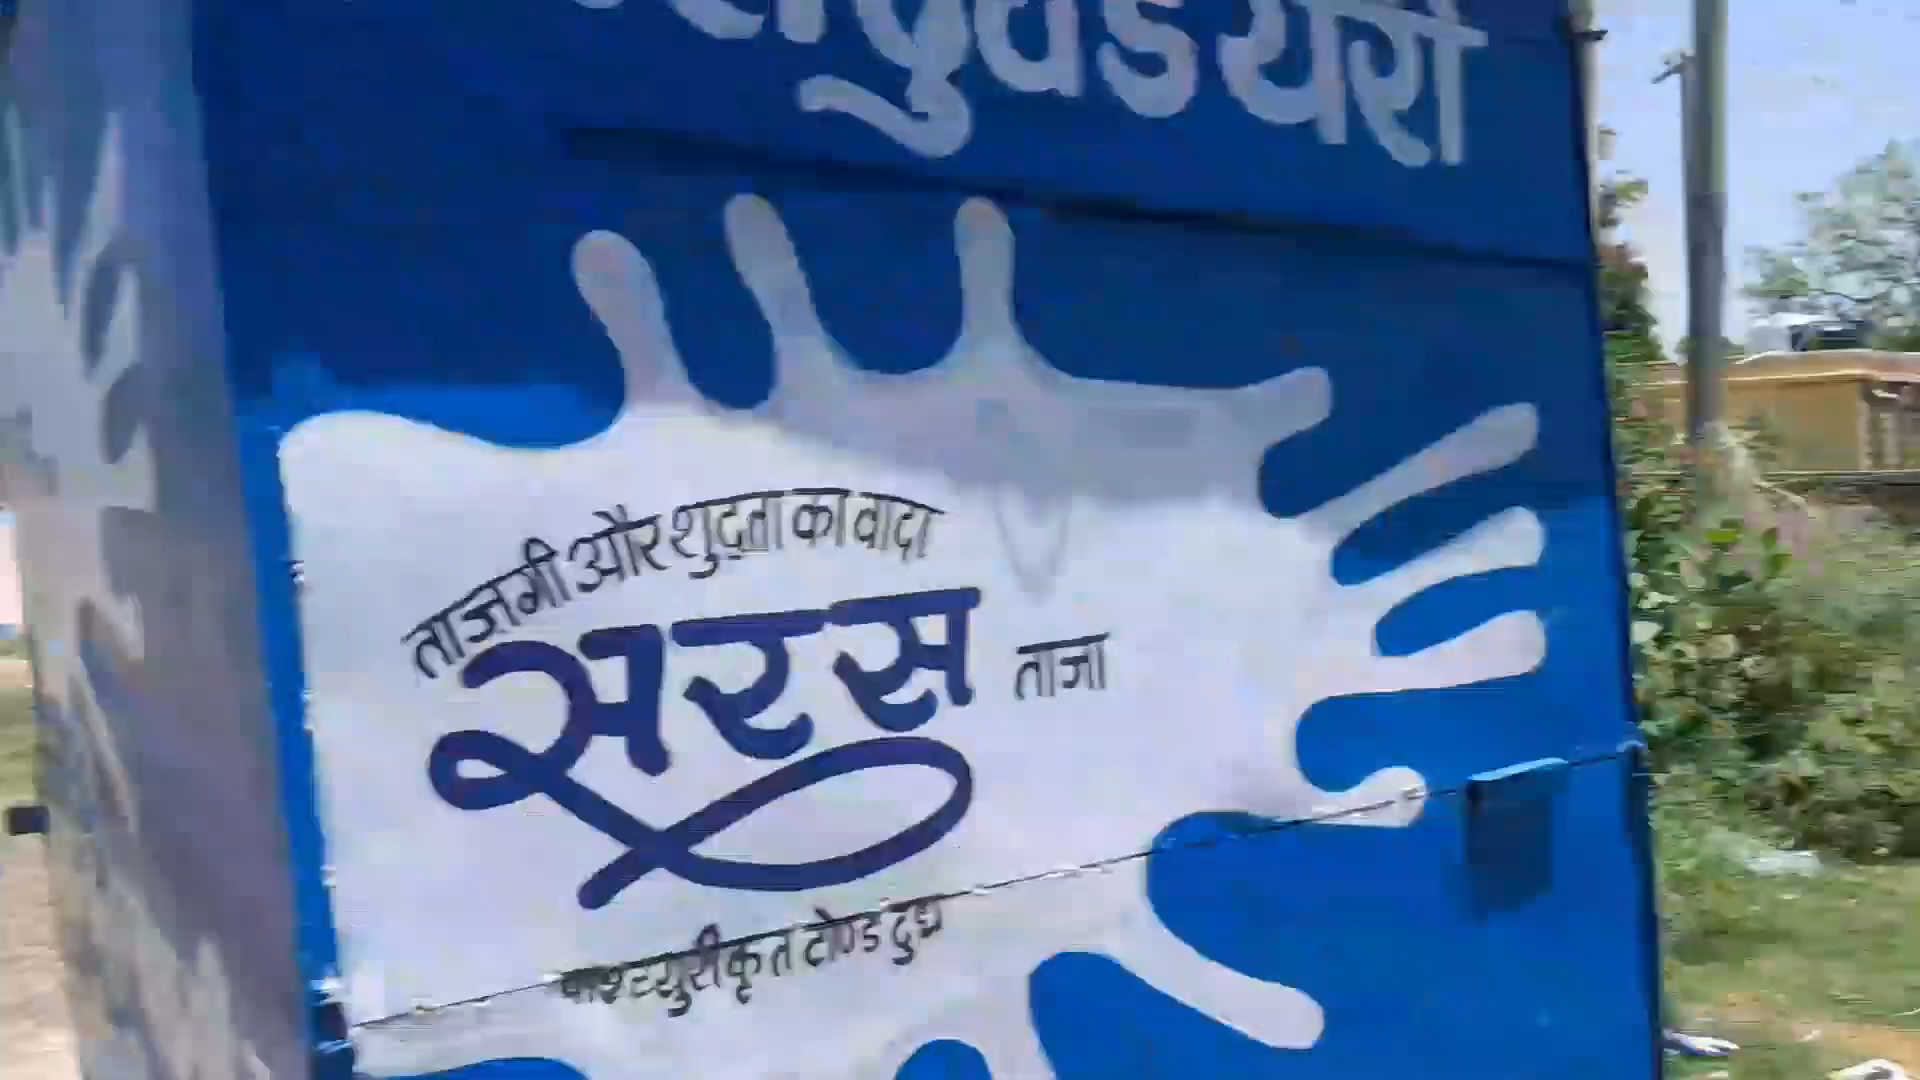 ताजगी और शुद्धता का वादा
सरस
ताजा
पाश्च्युरीकृत टोण्ड दुध